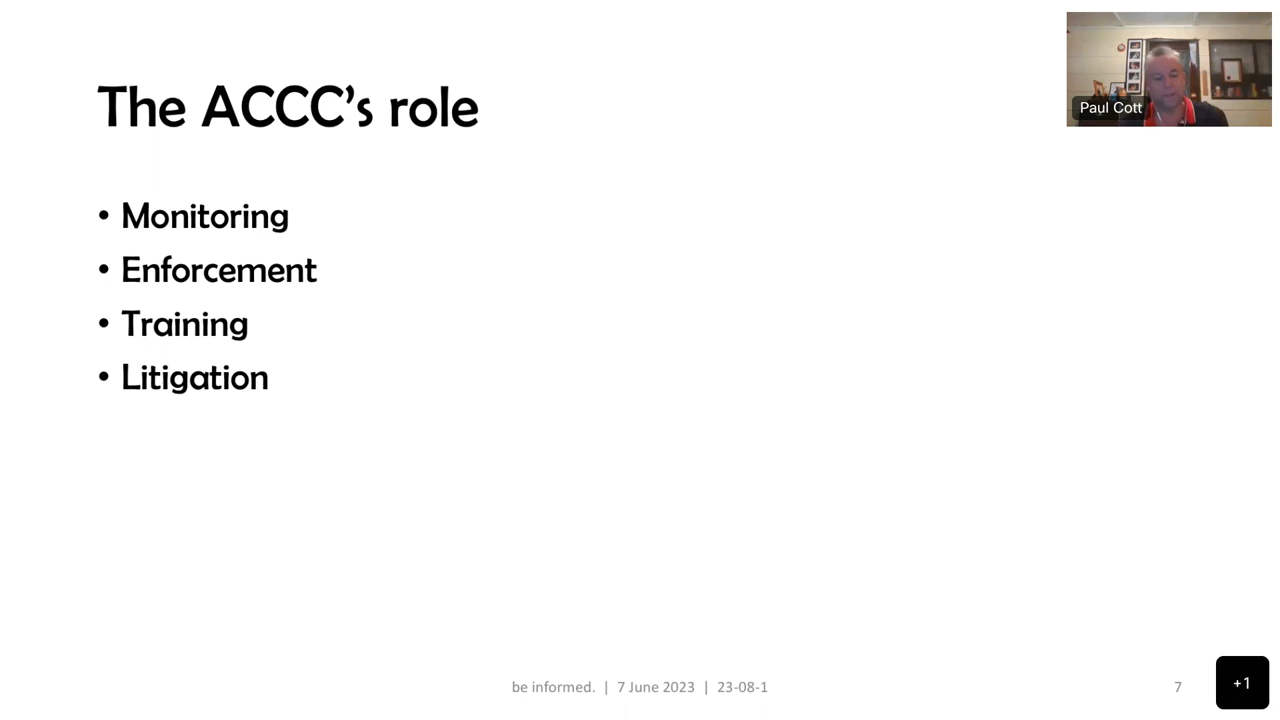 The ACCC’s role
Paul Cott
• Monitoring
• Enforcement
• Training
• Litigation
be informed. | 7 June 2023 | 23-08-1
7
+1